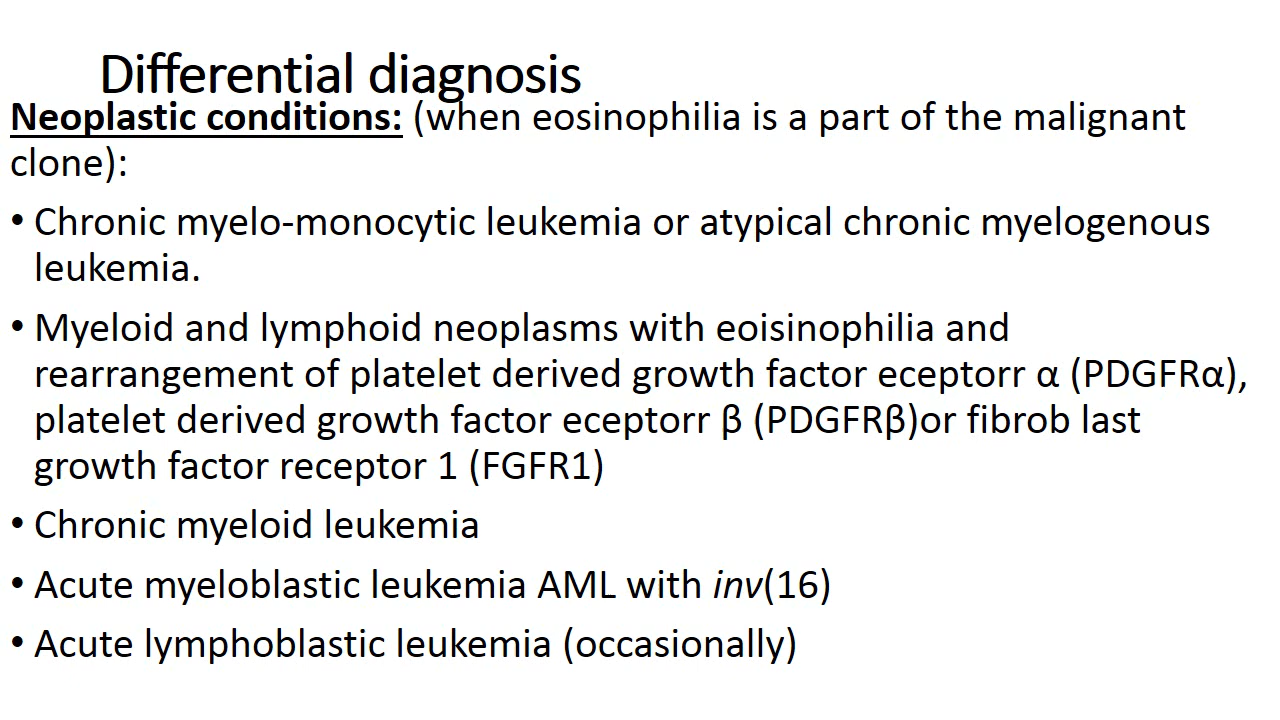 Differential diagnosis
Neoplastic conditions: (when eosinophilia is a part of the malignant
clone):
• Chronic myelo-monocytic leukemia or atypical chronic myelogenous
leukemia.
• Myeloid and lymphoid neoplasms with eoisinophilia and
rearrangement of platelet derived growth factor eceptorr α (PDGFRα),
platelet derived growth factor eceptorr β (PDGFRβ)or fibrob last
growth factor receptor 1 (FGFR1)
• Chronic myeloid leukemia
• Acute myeloblastic leukemia AML with inv(16)
• Acute lymphoblastic leukemia (occasionally)